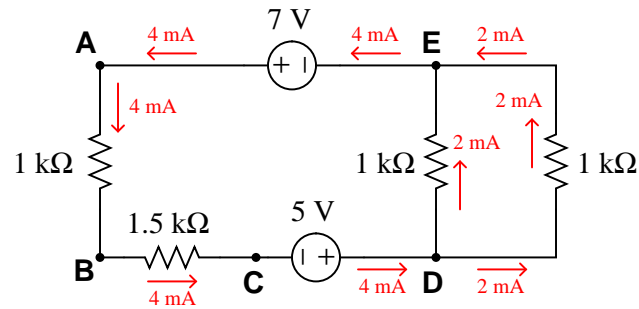 7 V
4 mA 4 mA 2 mA
A E
+ −
4 mA 2 mA
2 mA
1 kΩ 1 kΩ 1 kΩ
5 V
1.5 kΩ
− +
B C D
4 mA 4 mA 2 mA